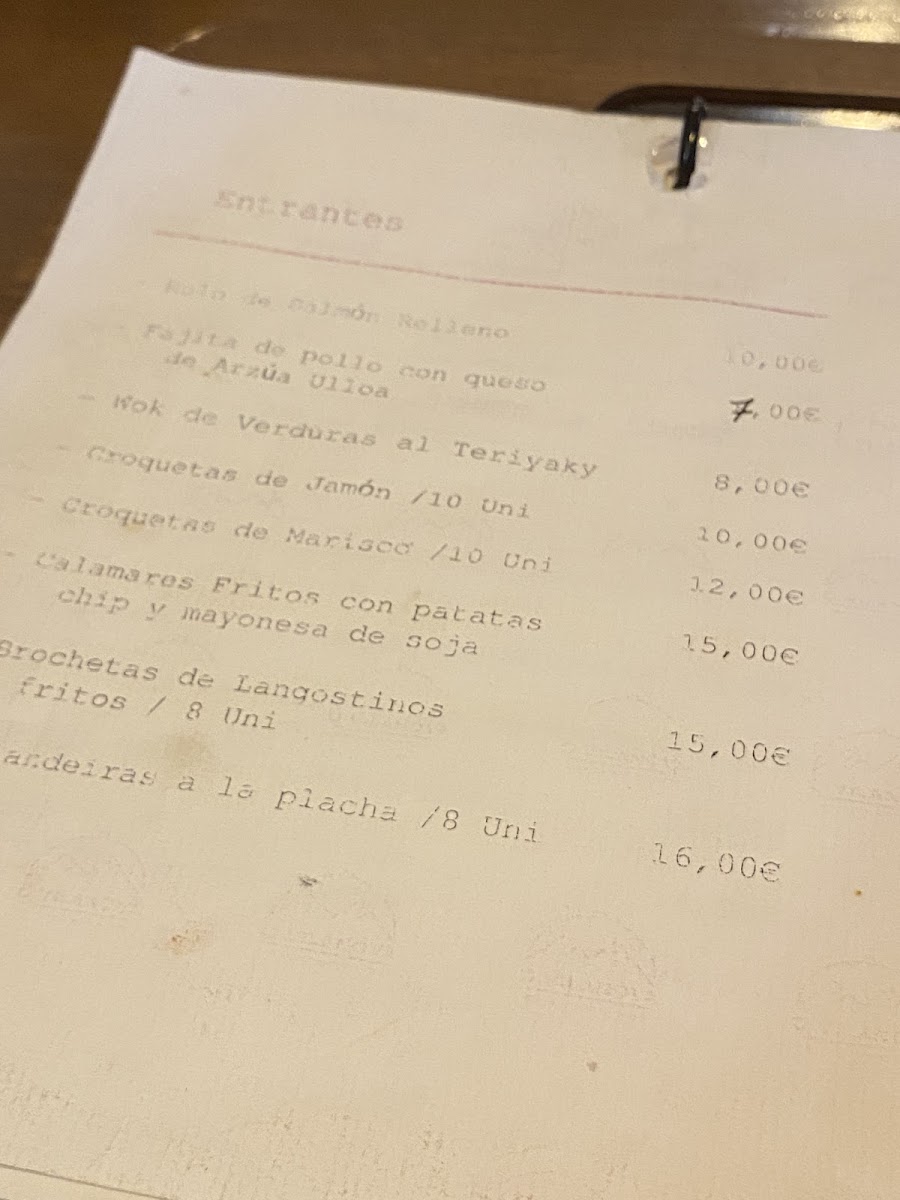 Entrantes
- Rulo de Salmón Relleno 10,00€
- Fajita de pollo con queso
de Arzúa Ulloa 7,00€
- Wok de Verduras al Teriyaky 8,00€
- Croquetas de Jamón /10 Uni 10,00€
- Croquetas de Marisco /10 Uni 12,00€
- Calamares Fritos con patatas
chip y mayonesa de soja 15,00€
Brochetas de Langostinos
fritos / 8 Uni 15,00€
andeiras a la placha /8 Uni 16,00€